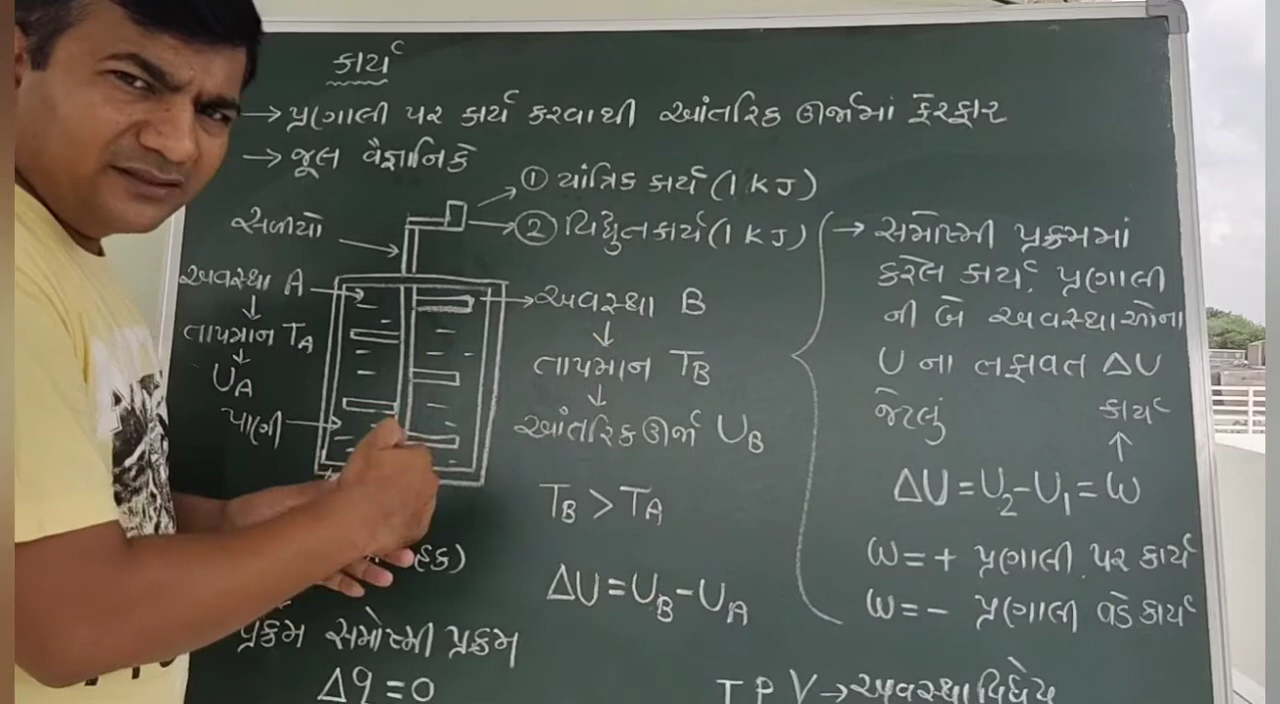 કાર્ય
→ પ્રણાલી પર કાર્ય કરવાથી આંતરિક ઊર્જામાં ફેરફાર
→ જૂલ વૈજ્ઞાનિકે
① યાંત્રિક કાર્ય (1 KJ)
② વિદ્યુતકાર્ય (1 KJ)
સળીયો
અવસ્થા A
↓
તાપમાન TA
↓
UA
પાણી
→ અવસ્થા B
↓
તાપમાન TB
↓
આંતરિકઊર્જા UB
TB > TA
ΔU = UB - UA
હક)
પ્રક્રમ સમોષ્મી પ્રક્રમ
Δq = 0
→ સમોષ્મી પ્રક્રમમાં
કરેલ કાર્ય, પ્રણાલી
ની બે અવસ્થાઓના
U ના તફાવત ΔU
જેટલું
કાર્ય
↑
ΔU = U2 - U1 = W
W = + પ્રણાલી પર કાર્ય
W = - પ્રણાલી વડે કાર્ય
T P V → અવસ્થા વિધેય